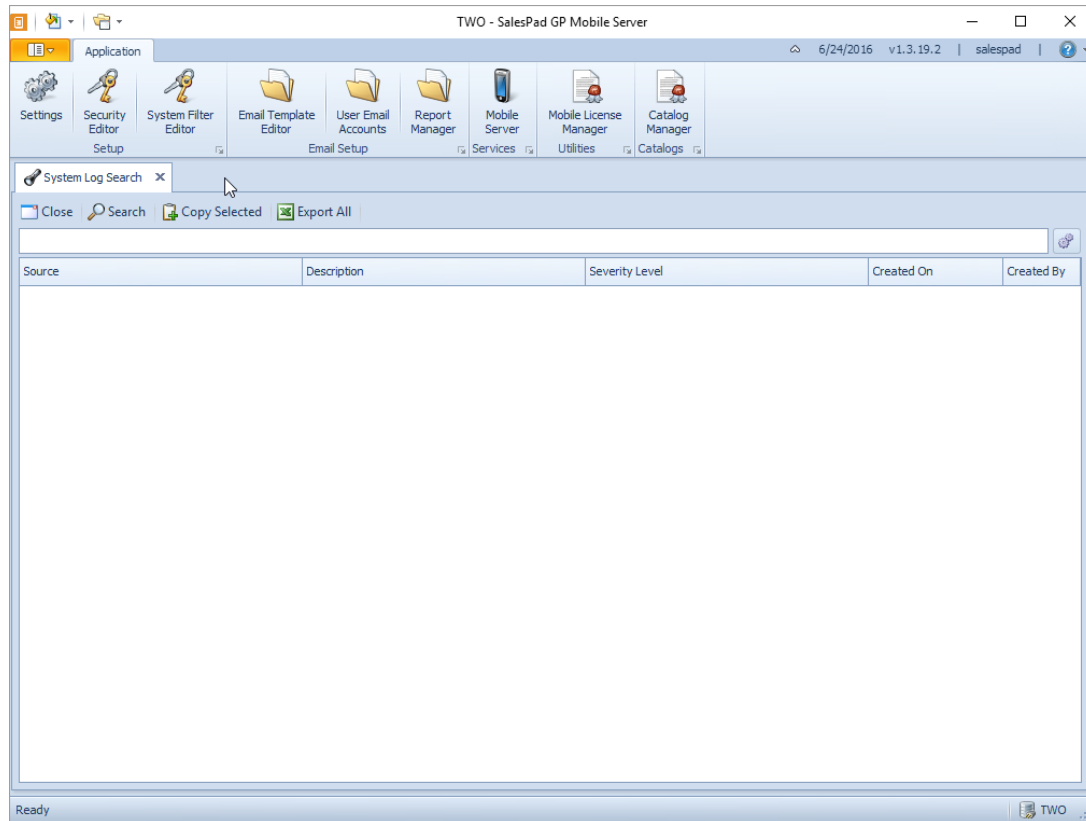 TWO - SalesPad GP Mobile Server
Application
6/24/2016 v1.3.19.2 | salespad |
Settings
Security Editor
System Filter Editor
Email Template Editor
User Email Accounts
Report Manager
Mobile Server
Mobile License Manager
Catalog Manager
Setup
Email Setup
Services
Utilities
Catalogs
System Log Search
Close Search Copy Selected Export All
Source Description Severity Level Created On Created By
Ready TWO